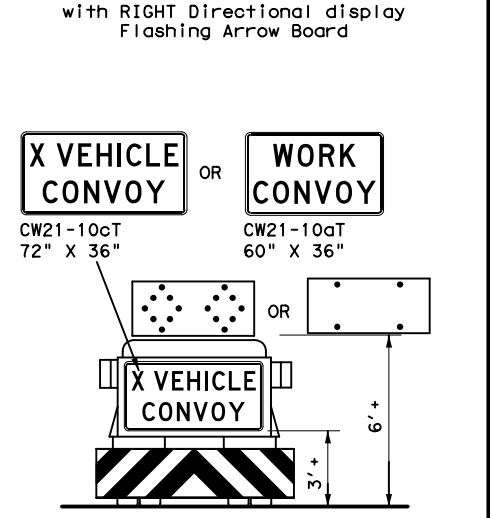 with RIGHT Directional display
Flashing Arrow Board
X VEHICLE
CONVOY
OR
WORK
CONVOY
CW21-10cT
72" X 36"
CW21-10aT
60" X 36"
OR
X VEHICLE
CONVOY
6'+
3'+